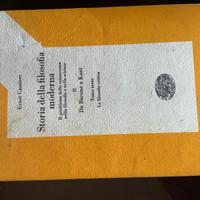 Ernst Cassirer
Storia della filosofia
moderna
Il problema della conoscenza
nella filosofia e nella scienza
II
Da Bacone a Kant
Tomo terzo
La filosofia critica